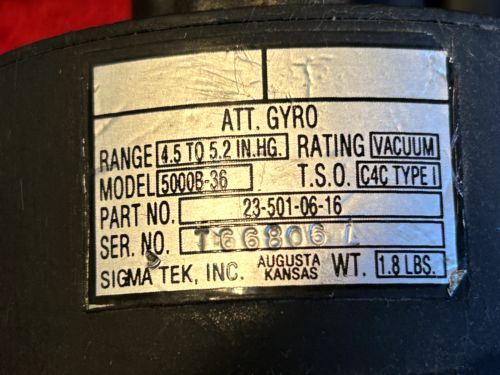 ATT. GYRO
RANGE 4.5 TO 5.2 IN.HG. RATING VACUUM
MODEL 5000B-36 T.S.O. C4C TYPE I
PART NO. 23-501-06-16
SER. NO. T66806
SIGMA TEK, INC. AUGUSTA KANSAS WT. 1.8 LBS.